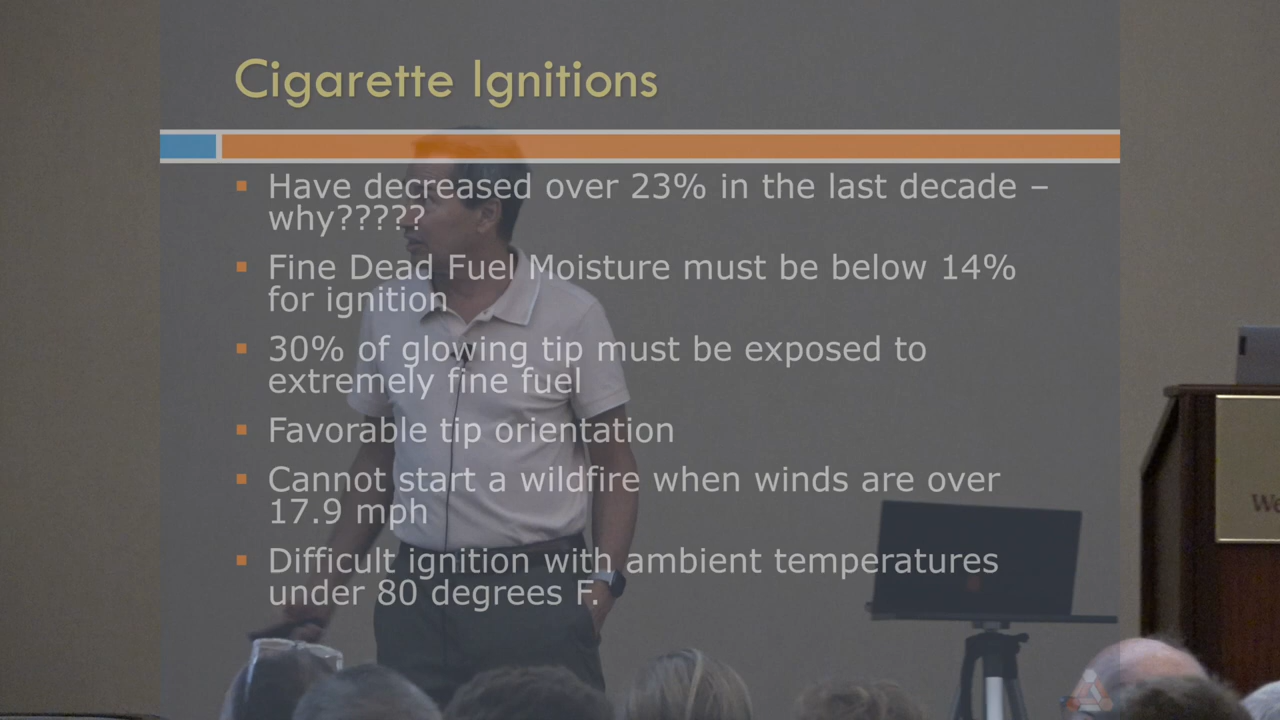 Cigarette Ignitions
▪ Have decreased over 23% in the last decade –
why?????
▪ Fine Dead Fuel Moisture must be below 14%
for ignition
▪ 30% of glowing tip must be exposed to
extremely fine fuel
▪ Favorable tip orientation
▪ Cannot start a wildfire when winds are over
17.9 mph
▪ Difficult ignition with ambient temperatures
under 80 degrees F.
We